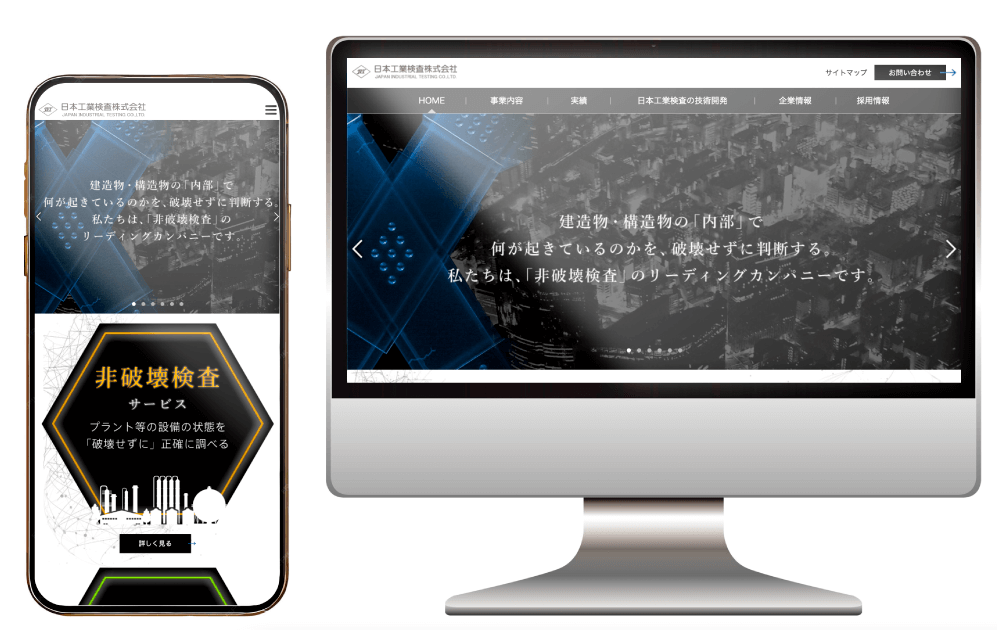 日本工業検査株式会社
JAPAN INDUSTRIAL TESTING CO.,LTD.
建造物・構造物の「内部」で
何が起きているのかを、破壊せずに判断する。
私たちは、「非破壊検査」の
リーディングカンパニーです
非破壊検査
サービス
プラント等の設備の状態を
「破壊せずに」正確に調べる
詳しく見る
日本工業検査株式会社
JAPAN INDUSTRIAL TESTING CO.,LTD.
サイトマップ
お問い合わせ
HOME
事業内容
実績
日本工業検査の技術開発
企業情報
採用情報
建造物・構造物の「内部」で
何が起きているのかを、破壊せずに判断する。
私たちは、「非破壊検査」のリーディングカンパニーです。